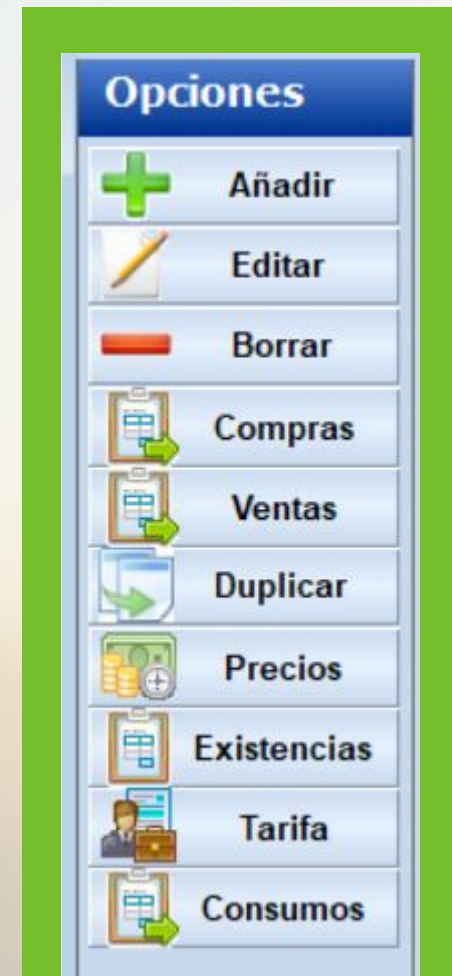 Opciones
Añadir
Editar
Borrar
Compras
Ventas
Duplicar
Precios
Existencias
Tarifa
Consumos